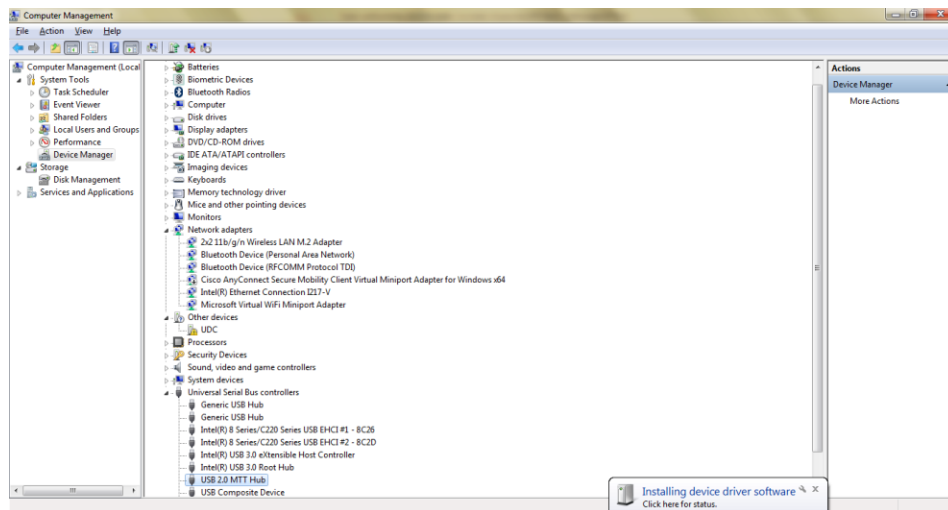 Computer Management
File Action View Help
Computer Management (Local
System Tools
Task Scheduler
Event Viewer
Shared Folders
Local Users and Groups
Performance
Device Manager
Storage
Disk Management
Services and Applications
Batteries
Biometric Devices
Bluetooth Radios
Computer
Disk drives
Display adapters
DVD/CD-ROM drives
IDE ATA/ATAPI controllers
Imaging devices
Keyboards
Memory technology driver
Mice and other pointing devices
Monitors
Network adapters
2x2 11b/g/n Wireless LAN M.2 Adapter
Bluetooth Device (Personal Area Network)
Bluetooth Device (RFCOMM Protocol TDI)
Cisco AnyConnect Secure Mobility Client Virtual Miniport Adapter for Windows x64
Intel(R) Ethernet Connection I217-V
Microsoft Virtual WiFi Miniport Adapter
Other devices
UDC
Processors
Security Devices
Sound, video and game controllers
System devices
Universal Serial Bus controllers
Generic USB Hub
Generic USB Hub
Intel(R) 8 Series/C220 Series USB EHCI #1 - 8C26
Intel(R) 8 Series/C220 Series USB EHCI #2 - 8C2D
Intel(R) USB 3.0 eXtensible Host Controller
Intel(R) USB 3.0 Root Hub
USB 2.0 MTT Hub
USB Composite Device
Actions
Device Manager
More Actions
Installing device driver software
Click here for status.